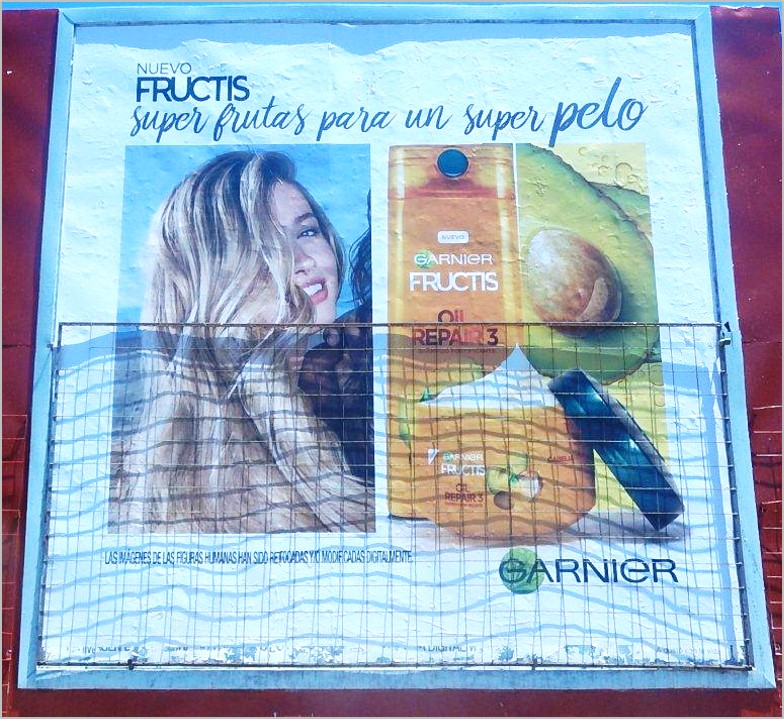 NUEVO
FRUCTIS
super frutas para un super pelo
NUEVO
GARNIER
FRUCTIS
OIL
REPAIR 3
GARNIER
FRUCTIS
OIL
REPAIR 3
LAS IMÁGENES DE LAS FIGURAS HUMANAS HAN SIDO RETOCADAS Y/O MODIFICADAS DIGITALMENTE.
GARNIER